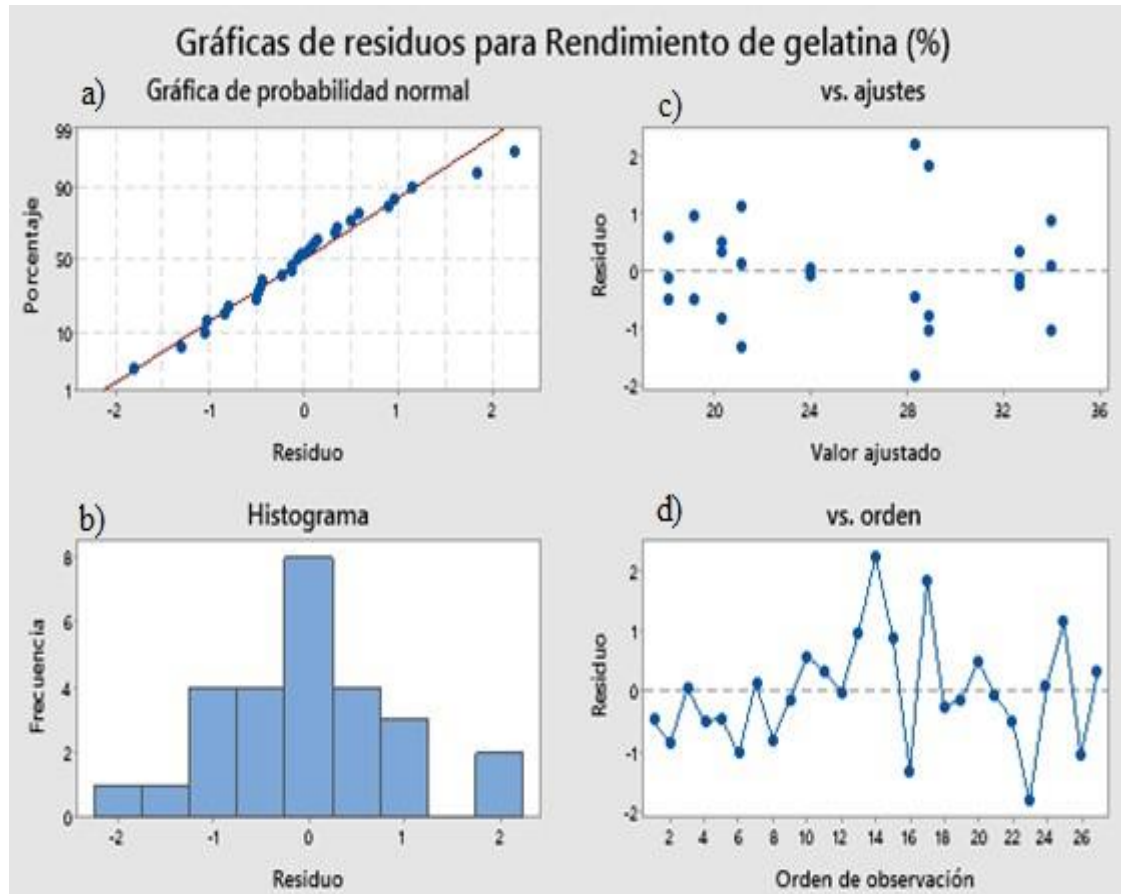 Gráficas de residuos para Rendimiento de gelatina (%)
a)
Gráfica de probabilidad normal
99
90
50
10
1
Porcentaje
-2 -1 0 1 2
Residuo
c)
vs. ajustes
2
1
0
-1
-2
Residuo
20 24 28 32 36
Valor ajustado
b)
Histograma
8
6
4
2
0
Frecuencia
-2 -1 0 1 2
Residuo
d)
vs. orden
2
1
0
-1
-2
Residuo
2 4 6 8 10 12 14 16 18 20 22 24 26
Orden de observación